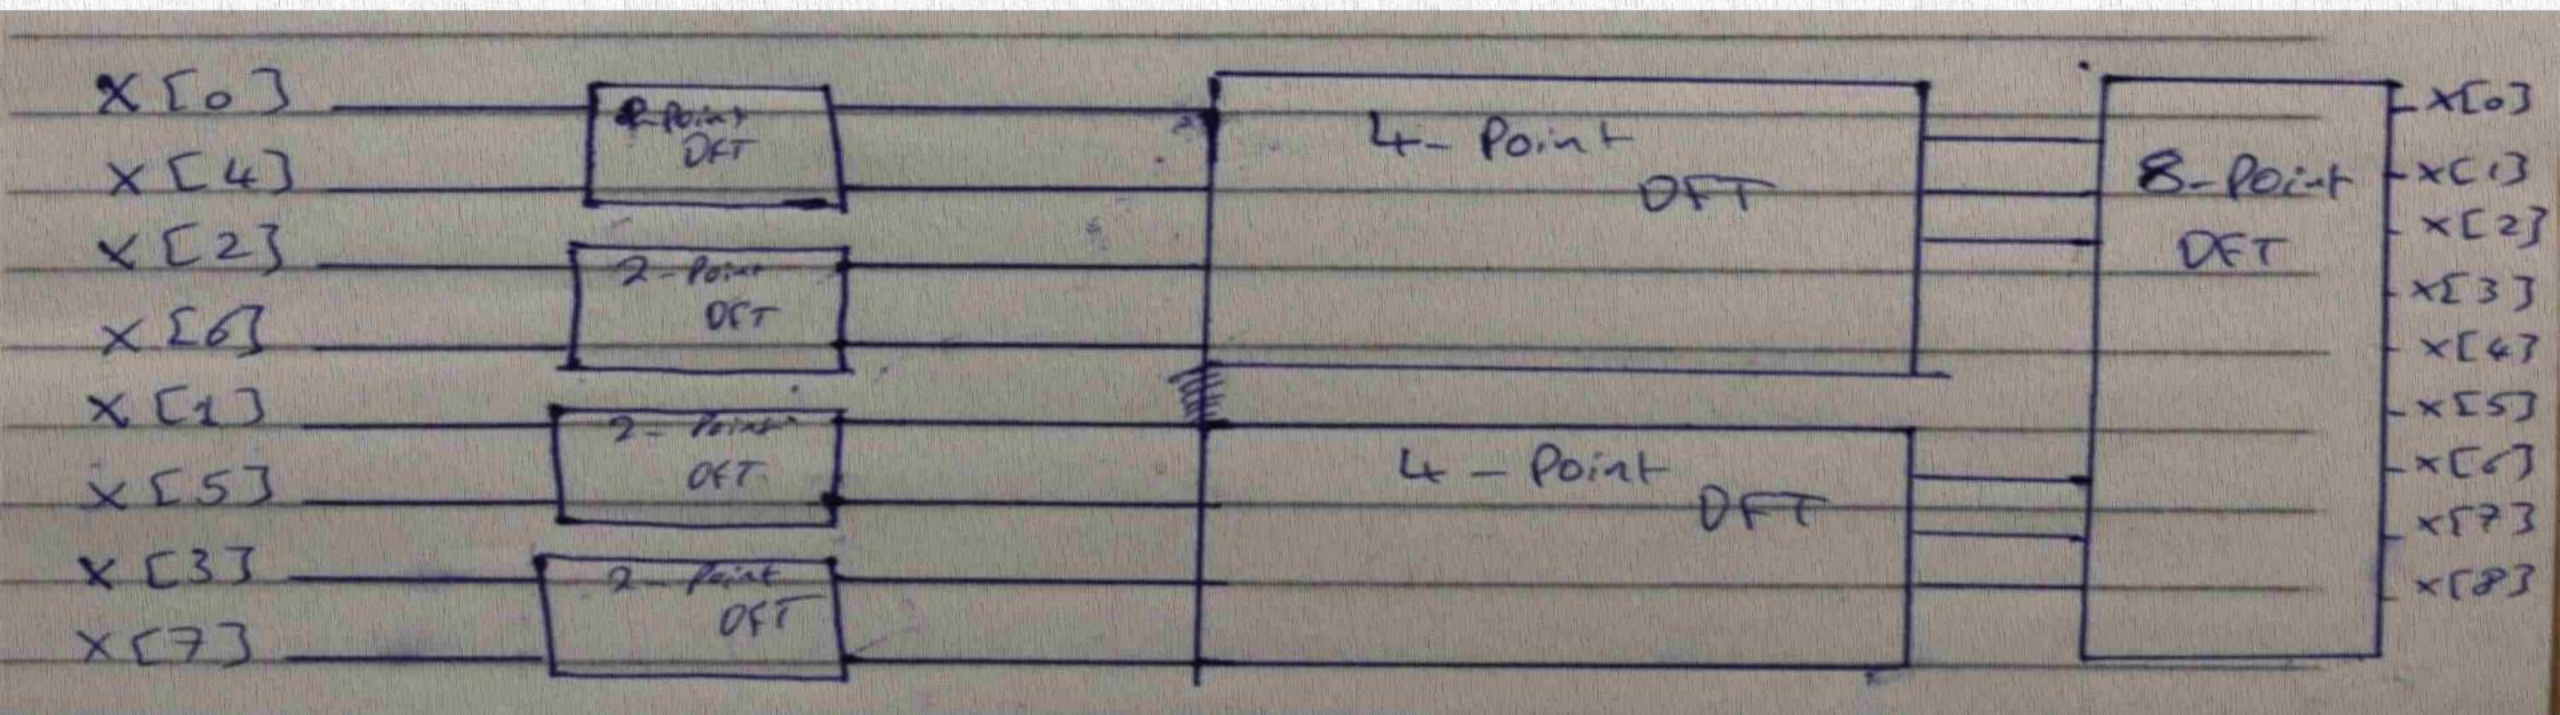 x[0]
x[4]
x[2]
x[6]
x[1]
x[5]
x[3]
x[7]
2-Point
DFT
2-Point
DFT
2-Point
DFT
2-Point
DFT
4-Point
DFT
4-Point
DFT
8-Point
DFT
x[0]
x[1]
x[2]
x[3]
x[4]
x[5]
x[6]
x[7]
x[8]